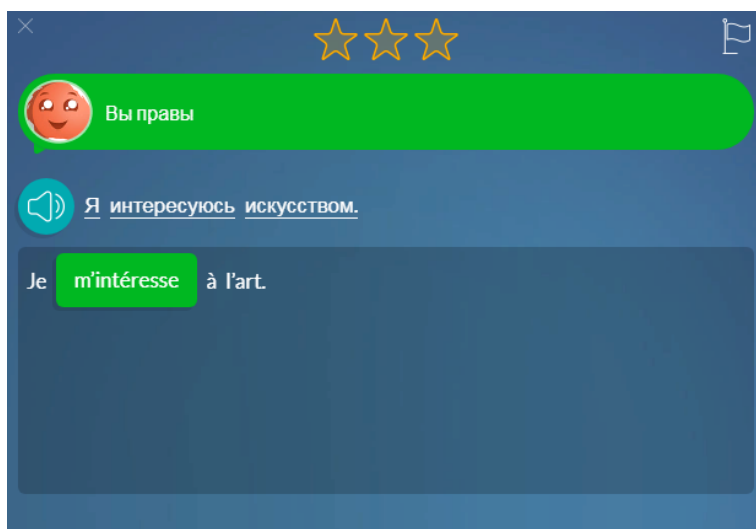 Вы правы
Я интересуюсь искусством.
Je m'intéresse à l'art.